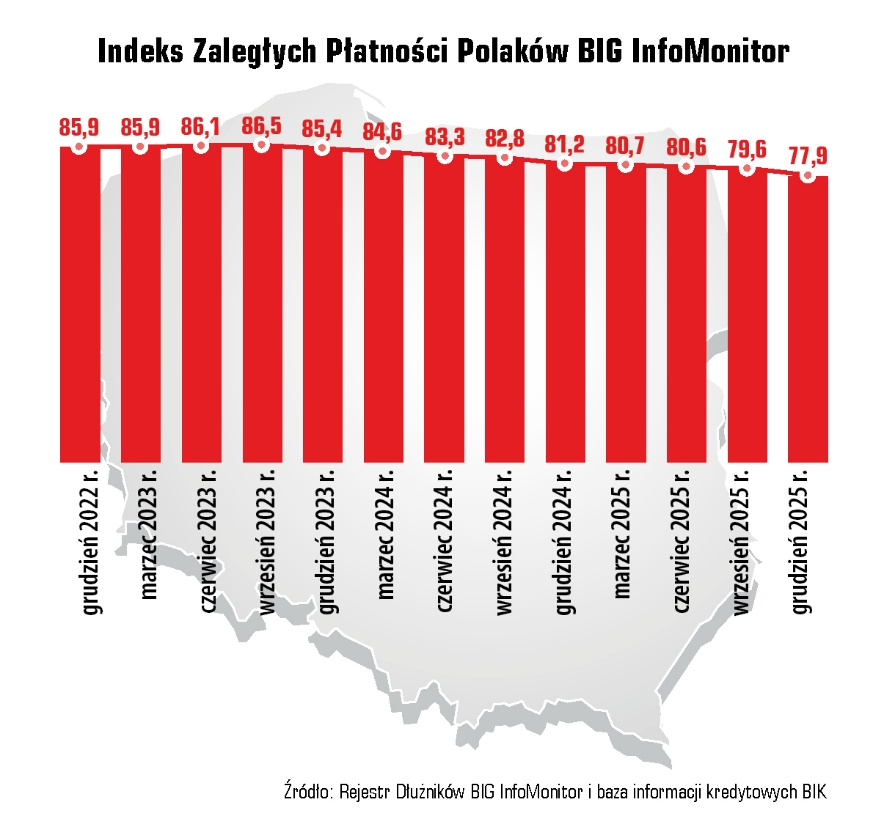 Indeks Zaległych Płatności Polaków BIG InfoMonitor
85,9
85,9
86,1
86,5
85,4
84,6
83,3
82,8
81,2
80,7
80,6
79,6
77,9
grudzień 2022 r.
marzec 2023 r.
czerwiec 2023 r.
wrzesień 2023 r.
grudzień 2023 r.
marzec 2024 r.
czerwiec 2024 r.
wrzesień 2024 r.
grudzień 2024 r.
marzec 2025 r.
czerwiec 2025 r.
wrzesień 2025 r.
grudzień 2025 r.
Źródło: Rejestr Dłużników BIG InfoMonitor i baza informacji kredytowych BIK